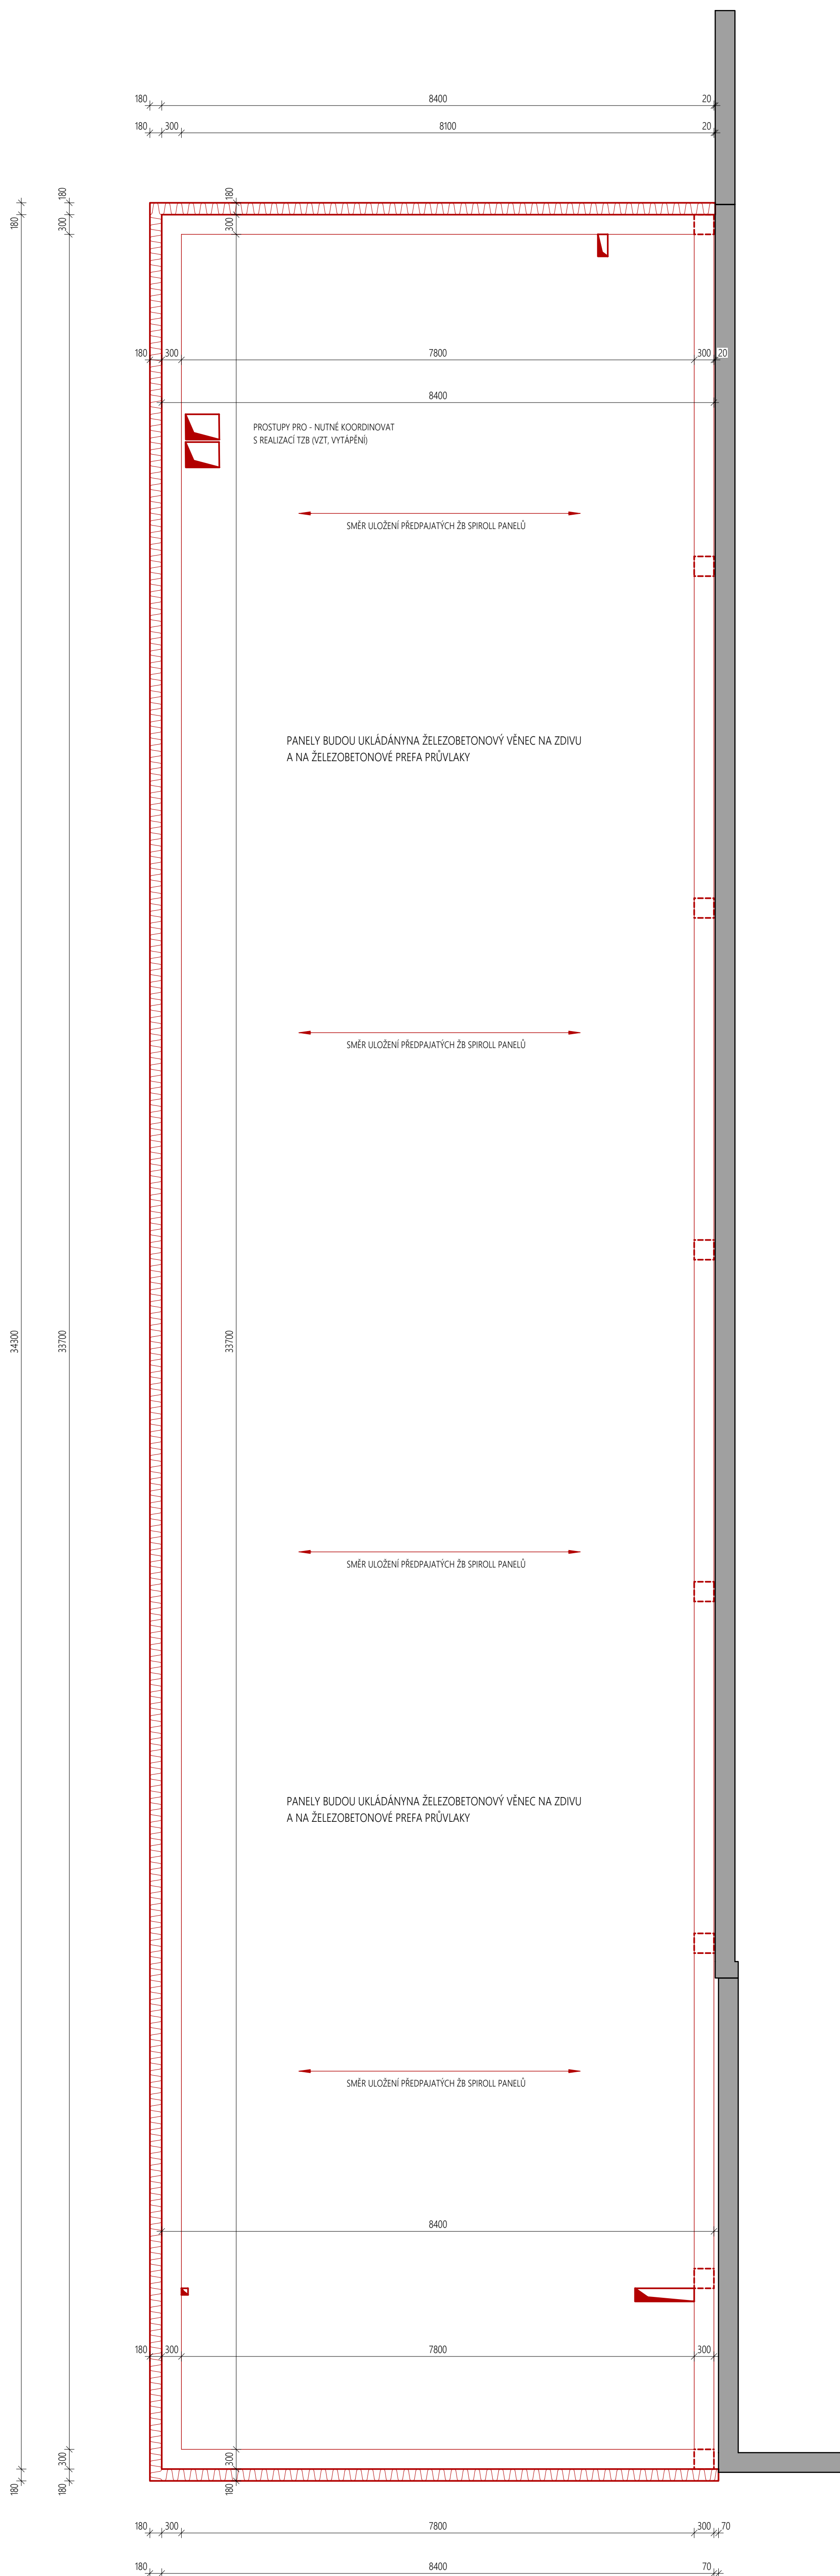 180 8400 20
180 300 8100 20
180
180
180
300
180
300
180 300 7800 300 20
8400
PROSTUPY PRO - NUTNÉ KOORDINOVAT
S REALIZACÍ TZB (VZT, VYTÁPĚNÍ)
SMĚR ULOŽENÍ PŘEDPAJATÝCH ŽB SPIROLL PANELŮ
PANELY BUDOU UKLÁDÁNYNA ŽELEZOBETONOVÝ VĚNEC NA ZDIVU
A NA ŽELEZOBETONOVÉ PREFA PRŮVLAKY
SMĚR ULOŽENÍ PŘEDPAJATÝCH ŽB SPIROLL PANELŮ
34300
33700
33700
SMĚR ULOŽENÍ PŘEDPAJATÝCH ŽB SPIROLL PANELŮ
PANELY BUDOU UKLÁDÁNYNA ŽELEZOBETONOVÝ VĚNEC NA ZDIVU
A NA ŽELEZOBETONOVÉ PREFA PRŮVLAKY
SMĚR ULOŽENÍ PŘEDPAJATÝCH ŽB SPIROLL PANELŮ
8400
180 300 7800 300
300
300
180
180
180
180 300 7800 300 70
180 8400 70